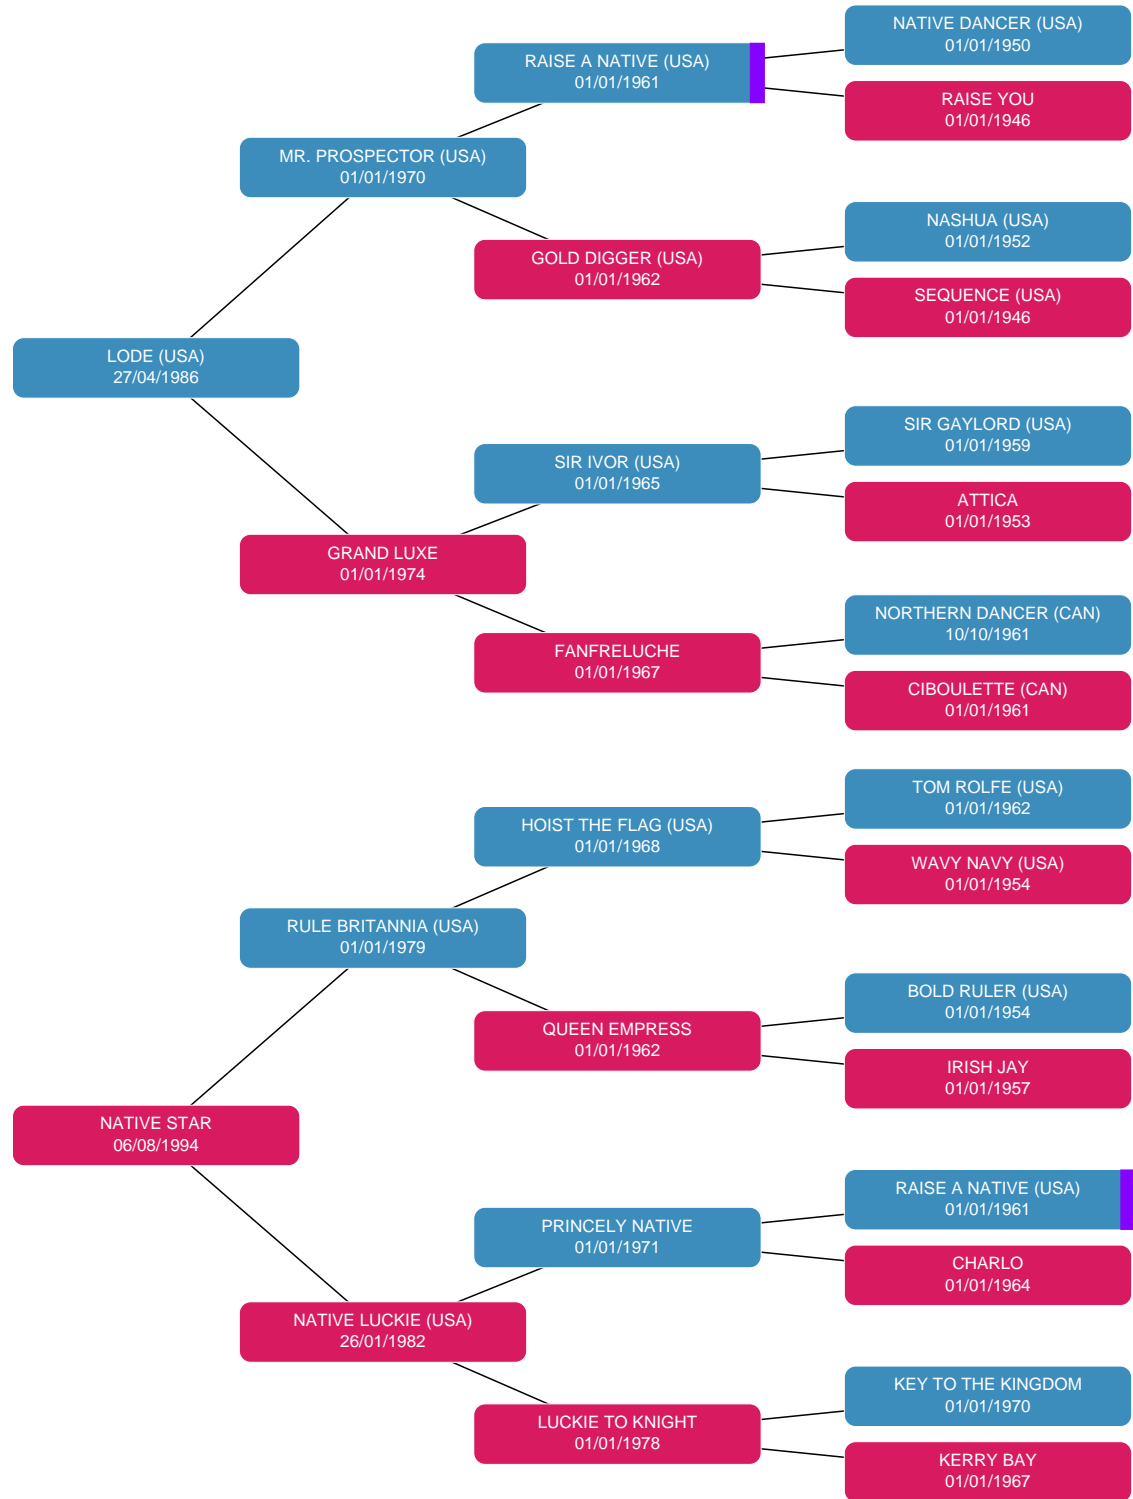 NATIVE DANCER (USA)
01/01/1950
RAISE A NATIVE (USA)
01/01/1961
RAISE YOU
01/01/1946
MR. PROSPECTOR (USA)
01/01/1970
NASHUA (USA)
01/01/1952
GOLD DIGGER (USA)
01/01/1962
SEQUENCE (USA)
01/01/1946
LODE (USA)
27/04/1986
SIR GAYLORD (USA)
01/01/1959
SIR IVOR (USA)
01/01/1965
ATTICA
01/01/1953
GRAND LUXE
01/01/1974
NORTHERN DANCER (CAN)
10/10/1961
FANFRELUCHE
01/01/1967
CIBOULETTE (CAN)
01/01/1961
TOM ROLFE (USA)
01/01/1962
HOIST THE FLAG (USA)
01/01/1968
WAVY NAVY (USA)
01/01/1954
RULE BRITANNIA (USA)
01/01/1979
BOLD RULER (USA)
01/01/1954
QUEEN EMPRESS
01/01/1962
IRISH JAY
01/01/1957
NATIVE STAR
06/08/1994
RAISE A NATIVE (USA)
01/01/1961
PRINCELY NATIVE
01/01/1971
CHARLO
01/01/1964
NATIVE LUCKIE (USA)
26/01/1982
KEY TO THE KINGDOM
01/01/1970
LUCKIE TO KNIGHT
01/01/1978
KERRY BAY
01/01/1967